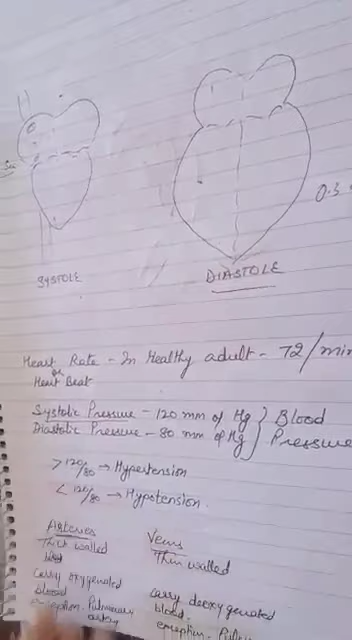 SYSTOLE
DIASTOLE
0.3
Heart Rate - In Healthy adult - 72/min
or
Heart Beat
Systolic Pressure - 120 mm of Hg } Blood
Diastolic Pressure - 80 mm of Hg } Pressure
> 120/80 → Hypertension
< 120/80 → Hypotension.
Arteries
Veins
Thick walled
Thin walled
Carry oxygenated
blood
carry deoxygenated
blood
exception - Pulmonary
artery
exception -